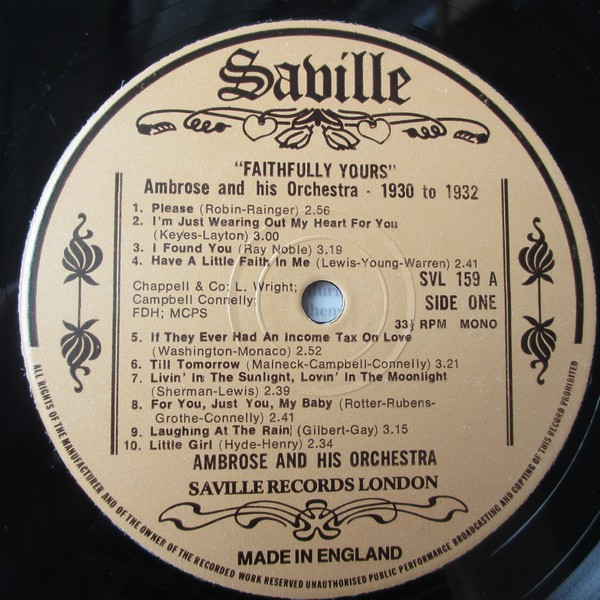 Saville
"FAITHFULLY YOURS"
Ambrose and his Orchestra - 1930 to 1932
1. Please (Robin-Rainger) 2.56
2. I'm Just Wearing Out My Heart For You
(Keyes-Layton) 3.00
3. I Found You (Ray Noble) 3.19
4. Have A Little Faith In Me (Lewis-Young-Warren) 2.41
Chappell & Co; L. Wright;
Campbell Connelly;
FDH; MCPS
SVL 159 A
SIDE ONE
33⅓ RPM MONO
5. If They Ever Had An Income Tax On Love
(Washington-Monaco) 2.52
6. Till Tomorrow (Malneck-Campbell-Connelly) 3.21
7. Livin' In The Sunlight, Lovin' In The Moonlight
(Sherman-Lewis) 2.39
8. For You, Just You, My Baby (Rotter-Rubens-
Grothe-Connelly) 2.41
9. Laughing At The Rain (Gilbert-Gay) 3.15
10. Little Girl (Hyde-Henry) 2.34
AMBROSE AND HIS ORCHESTRA
SAVILLE RECORDS LONDON
MADE IN ENGLAND
ALL RIGHTS OF THE MANUFACTURER AND OF THE OWNER OF THE RECORDED WORK RESERVED UNAUTHORISED PUBLIC PERFORMANCE BROADCASTING AND COPYING OF THIS RECORD PROHIBITED